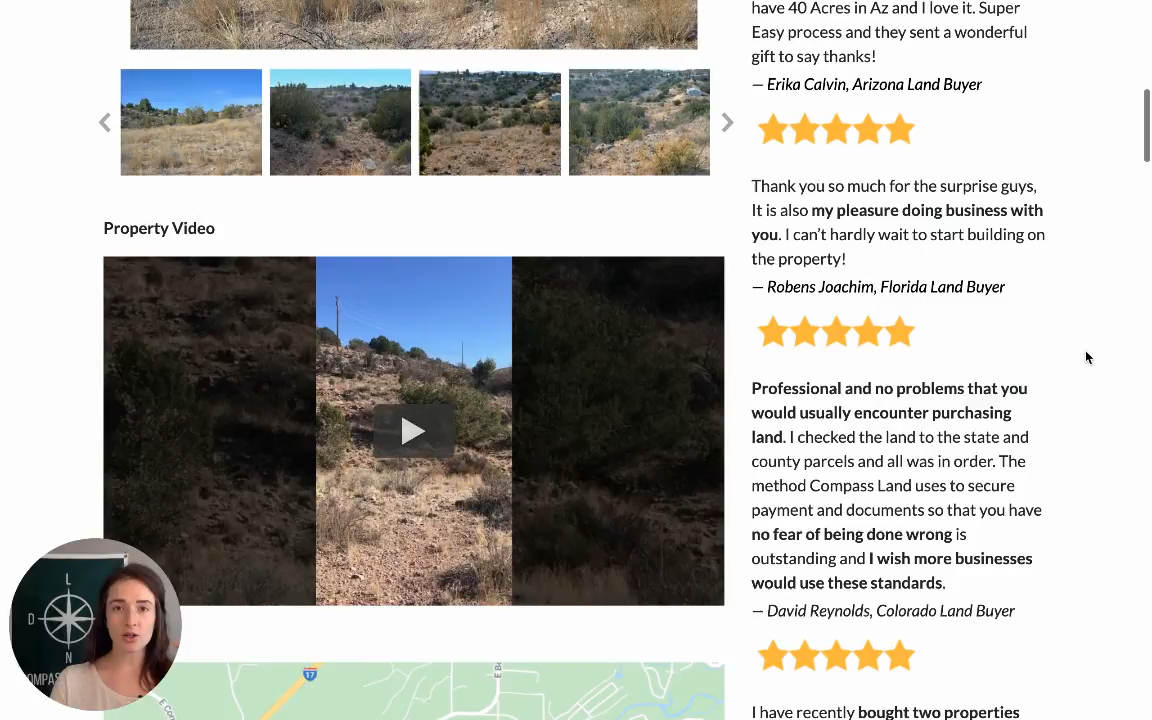 have 40 Acres in Az and I love it. Super
Easy process and they sent a wonderful
gift to say thanks!
— Erika Calvin, Arizona Land Buyer
Thank you so much for the surprise guys,
It is also my pleasure doing business with
you. I can't hardly wait to start building on
the property!
— Robens Joachim, Florida Land Buyer
Professional and no problems that you
would usually encounter purchasing
land. I checked the land to the state and
county parcels and all was in order. The
method Compass Land uses to secure
payment and documents so that you have
no fear of being done wrong is
outstanding and I wish more businesses
would use these standards.
— David Reynolds, Colorado Land Buyer
I have recently bought two properties
Property Video
L
D
N
OMPAS
17
E Co
E Be